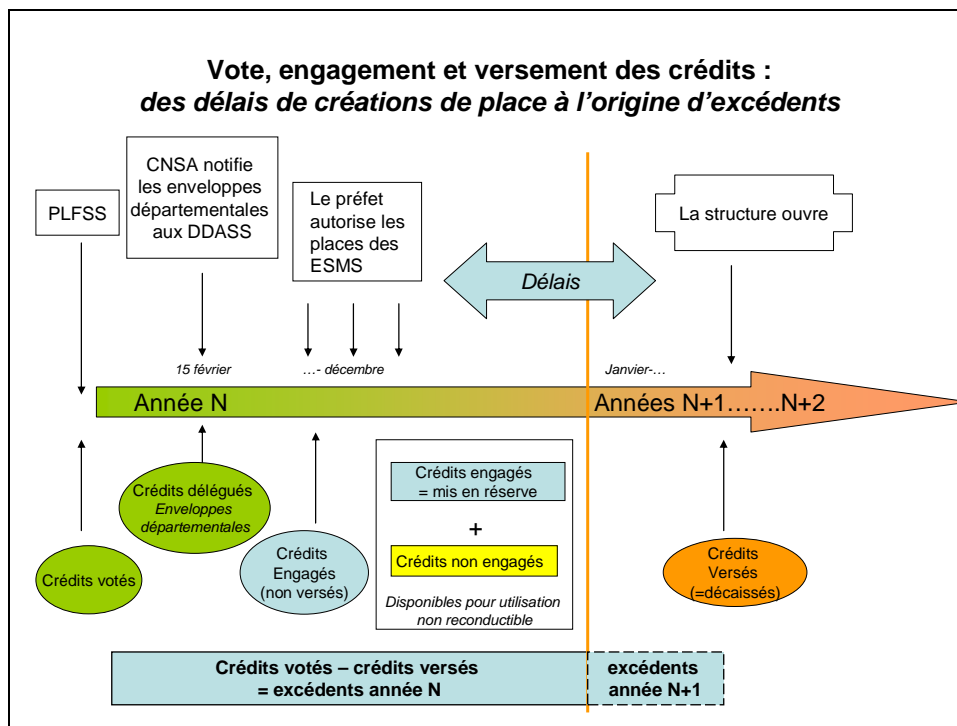 Vote, engagement et versement des crédits :
des délais de créations de place à l'origine d'excédents
PLFSS
CNSA notifie
les enveloppes
départementales
aux DDASS
Le préfet
autorise les
places des
ESMS
Délais
La structure ouvre
15 février
…- décembre
Janvier-…
Année N
Années N+1…….N+2
Crédits votés
Crédits délégués
Enveloppes
départementales
Crédits
Engagés
(non versés)
Crédits engagés
= mis en réserve
+
Crédits non engagés
Disponibles pour utilisation
non reconductible
Crédits
Versés
(=décaissés)
Crédits votés – crédits versés
= excédents année N
excédents
année N+1